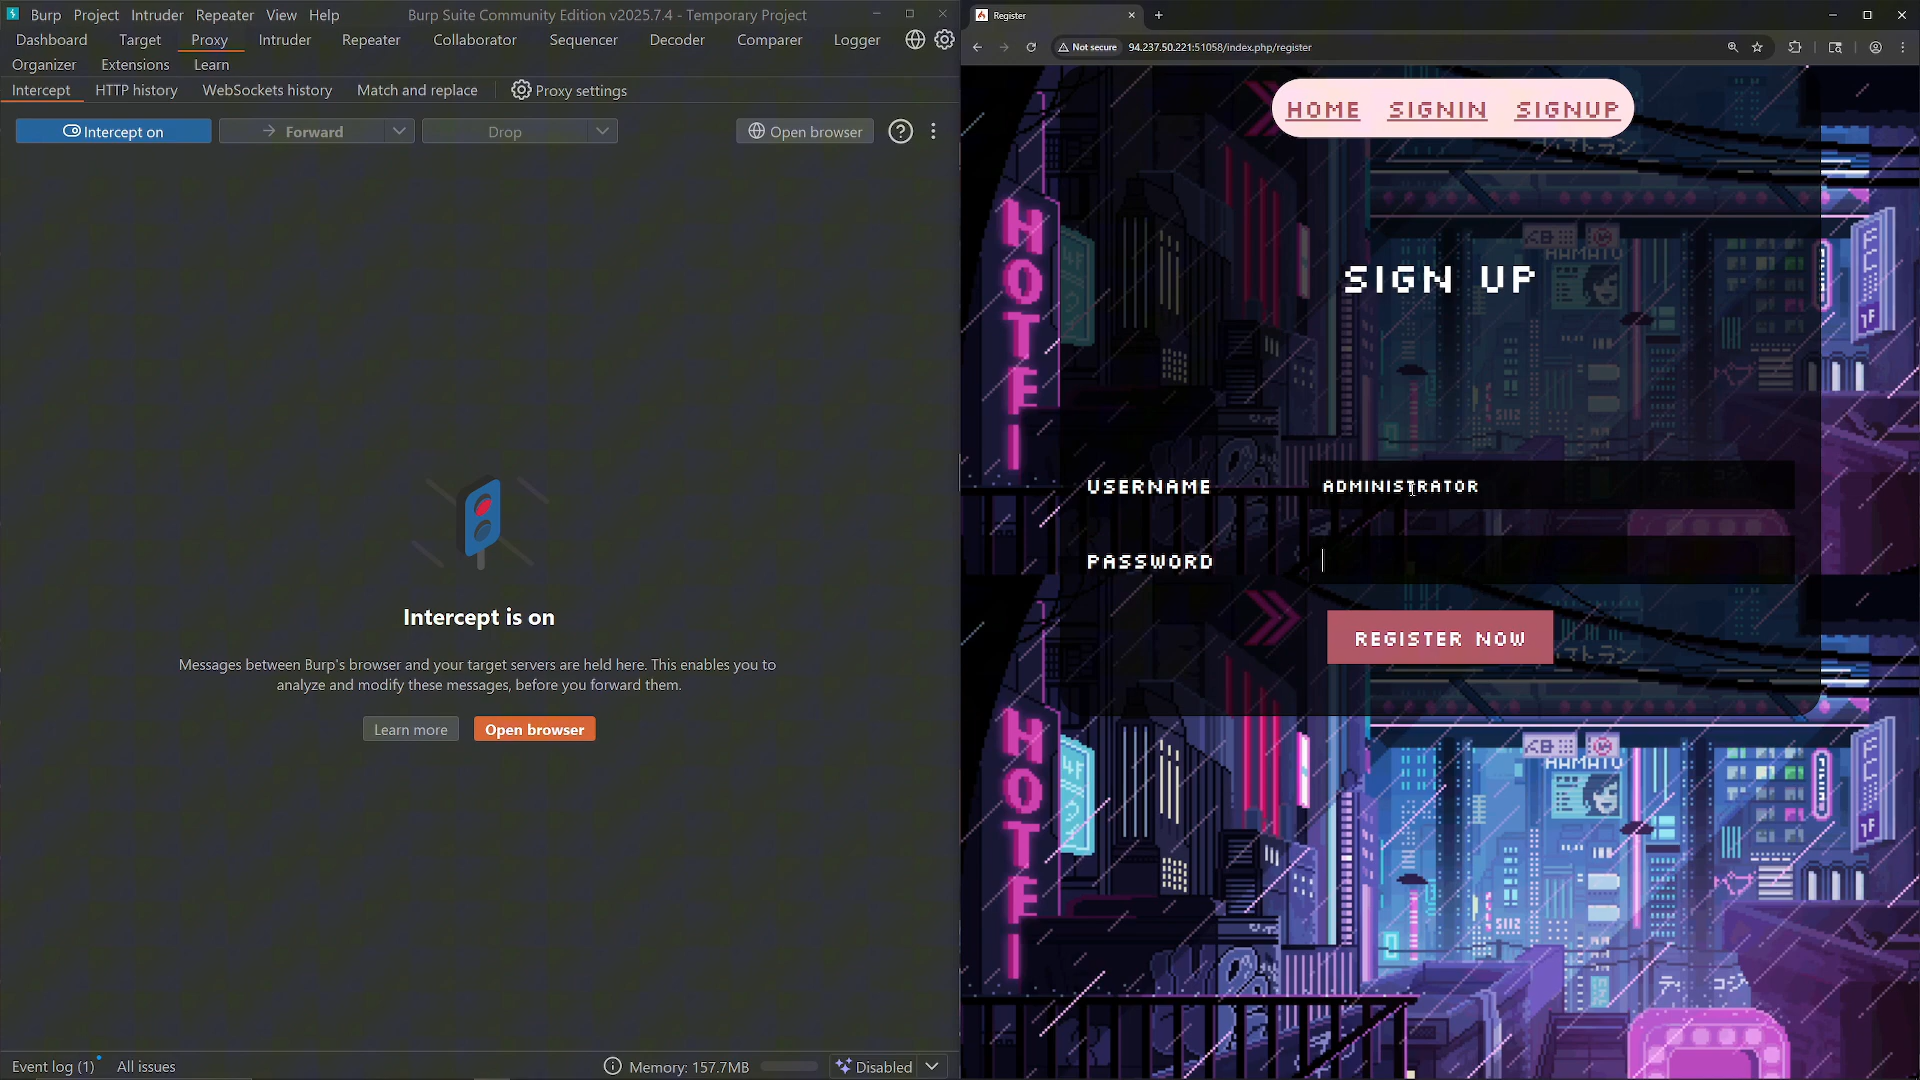 Burp Project Intruder Repeater View Help
Burp Suite Community Edition v2025.7.4 - Temporary Project
Dashboard Target Proxy Intruder Repeater Collaborator Sequencer Decoder Comparer Logger
Organizer Extensions Learn
Intercept HTTP history WebSockets history Match and replace Proxy settings
Intercept on Forward Drop Open browser
Intercept is on
Messages between Burp's browser and your target servers are held here. This enables you to
analyze and modify these messages, before you forward them.
Learn more Open browser
Event log (1) All issues Memory: 157.7MB Disabled
Register
Not secure 94.237.50.221:51058/index.php/register
HOME SIGNIN SIGNUP
SIGN UP
USERNAME ADMINISTRATOR
PASSWORD
REGISTER NOW
HOTEL
HOTEL